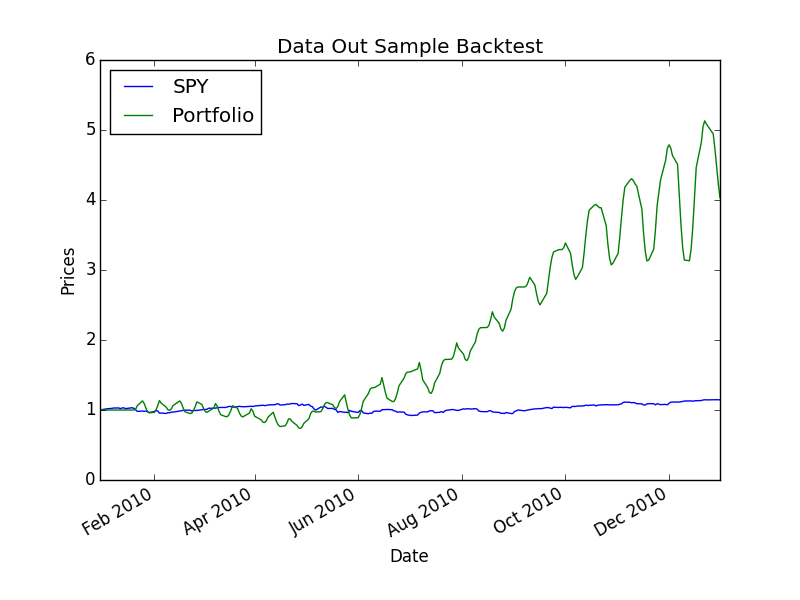 Data Out Sample Backtest
6
5
4
3
2
1
0
Prices
SPY
Portfolio
Feb 2010
Apr 2010
Jun 2010
Aug 2010
Oct 2010
Dec 2010
Date